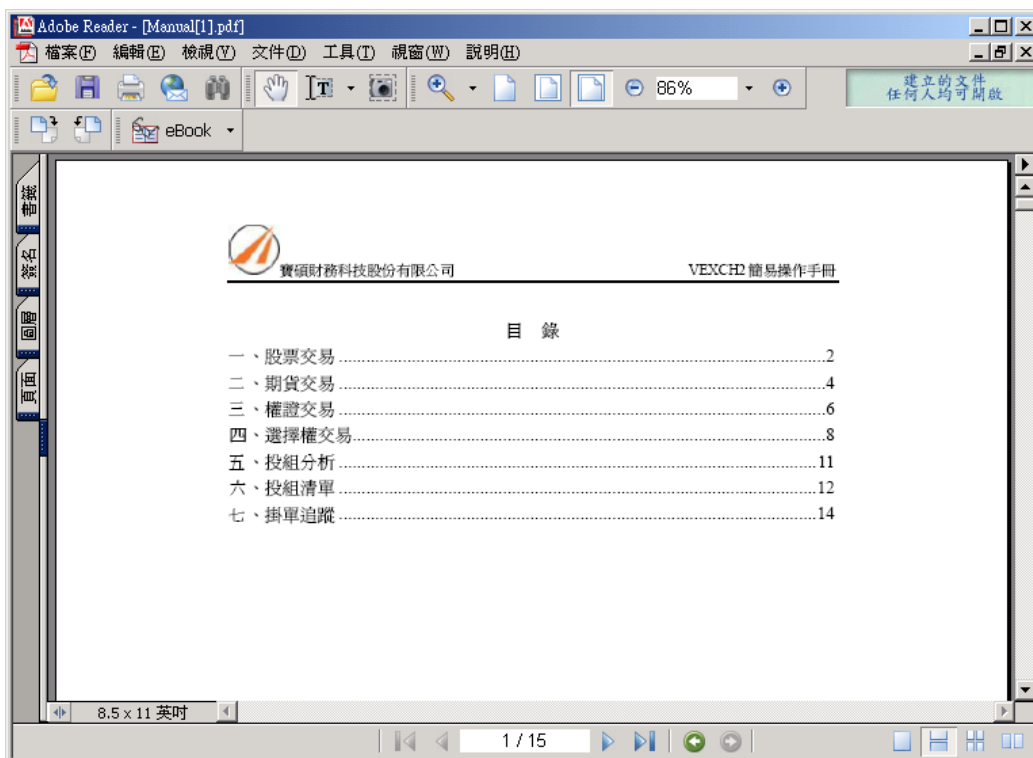 Adobe Reader - [Manual[1].pdf]
檔案(F) 編輯(E) 檢視(V) 文件(D) 工具(T) 視窗(W) 說明(H)
86%
建立的文件
任何人均可開啟
eBook
書籤
簽名
圖層
頁面
寶碩財務科技股份有限公司 VEXCH2 簡易操作手冊
目 錄
一、股票交易 ........................................ 2
二、期貨交易 ........................................ 4
三、權證交易 ........................................ 6
四、選擇權交易 ........................................ 8
五、投組分析 ........................................ 11
六、投組清單 ........................................ 12
七、掛單追蹤 ........................................ 14
8.5 x 11 英吋
1 / 15